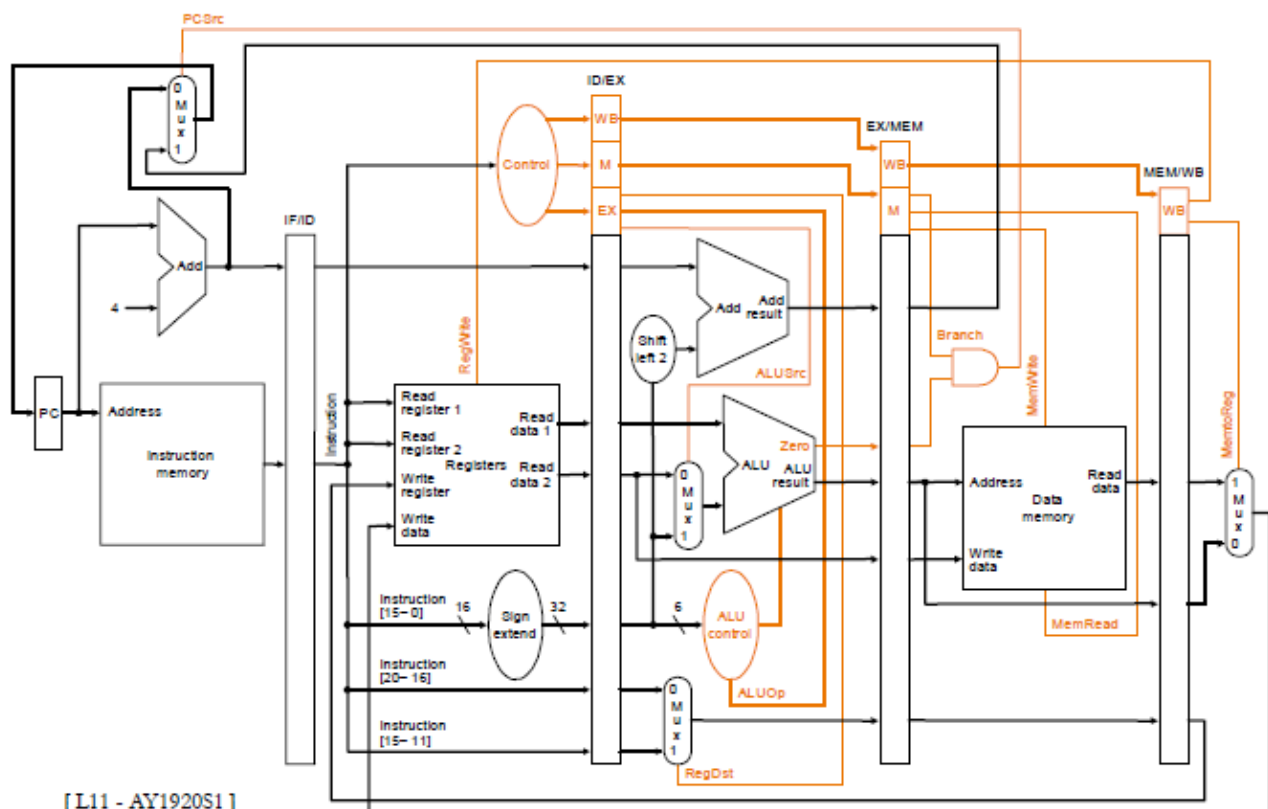 PCSrc
0
M
u
x
1
ID/EX
WB
M
EX
Control
EX/MEM
WB
M
MEM/WB
WB
IF/ID
Add
4
Add
Add
result
Shift
left 2
RegWrite
ALUSrc
Branch
MemWrite
MemtoReg
PC
Address
Instruction
memory
Instruction
Read
register 1
Read
register 2
Write
register
Write
data
Registers
Read
data 1
Read
data 2
0
M
u
x
1
Zero
ALU
ALU
result
Address
Read
data
Data
memory
Write
data
1
M
u
x
0
MemRead
Instruction
[15– 0]
16
Sign
extend
32
6
ALU
control
Instruction
[20– 16]
Instruction
[15– 11]
0
M
u
x
1
ALUOp
RegDst
[ L11 - AY1920S1 ]